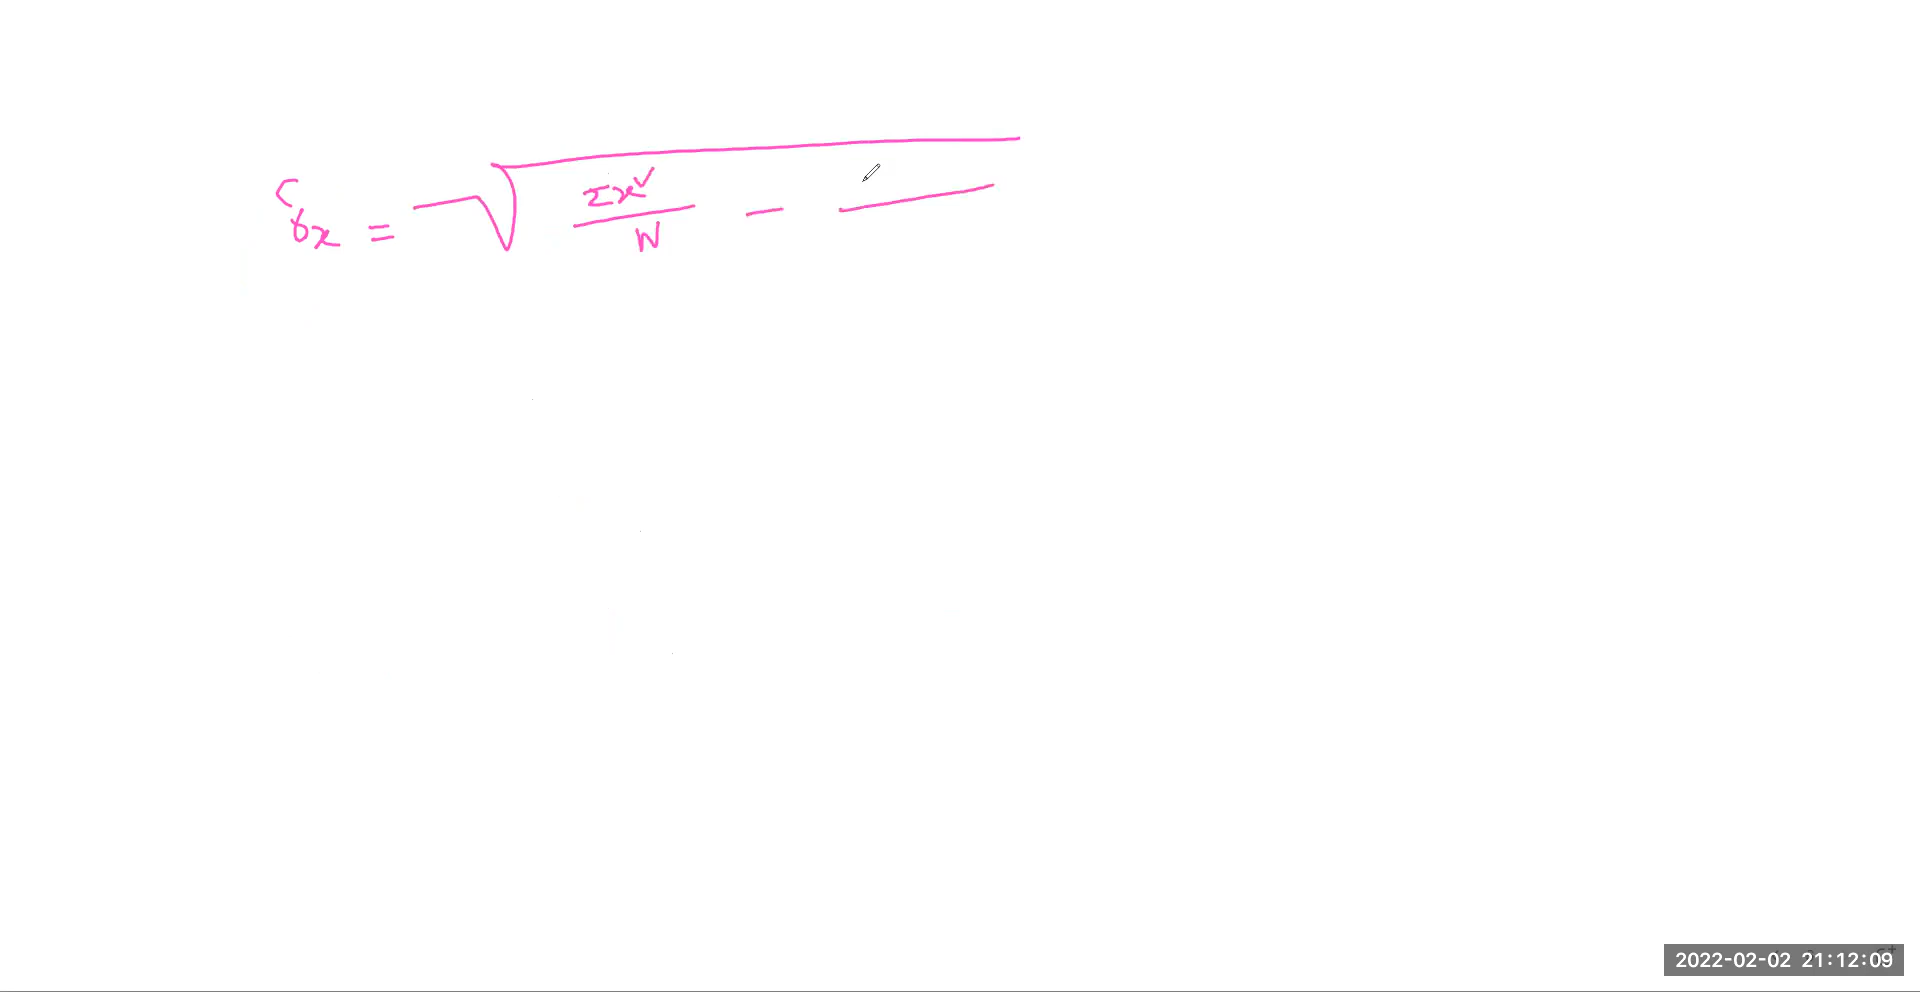 σx = √ Σx² / N - ___
2022-02-02 21:12:09